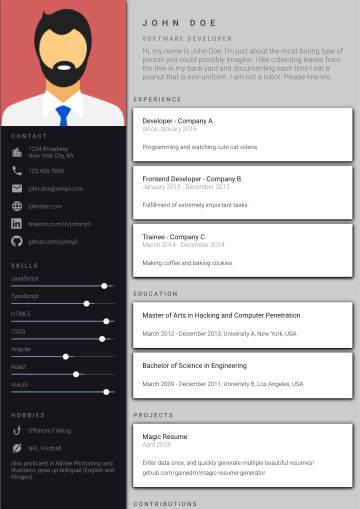 JOHN DOE
SOFTWARE DEVELOPER
Hi, my name is John Doe. I'm just about the most boring type of
person you could possibly imagine. I like collecting leaves from
the tree in my back yard and documenting each time I eat a
peanut that is non-uniform. I am not a robot. Please hire me.
CONTACT
1234 Broadway
New York City, NY
123.456.7890
john.doe@email.com
johndoe.com
linkedin.com/in/johnyD
github.com/johnyD
SKILLS
JavaScript
TypeScript
HTML5
CSS3
Angular
React
VueJS
HOBBIES
Offshore Fishing
NFL Football
Also proficient in Adobe Photoshop and
Illustrator, grew up bilingual (English and
Klingon).
EXPERIENCE
Developer - Company A
since January 2016
Programming and watching cute cat videos.
Frontend Developer - Company B
January 2015 - December 2015
Fulfillment of extremely important tasks.
Trainee - Company C
March 2014 - December 2014
Making coffee and baking cookies.
EDUCATION
Master of Arts in Hacking and Computer Penetration
March 2012 - December 2013, University A, New York, USA.
Bachelor of Science in Engineering
March 2009 - December 2011, University B, Los Angeles, USA
PROJECTS
Magic Resume
April 2024
Enter data once, and quickly generate multiple beautiful resumes!
github.com/gainedm/magic-resume-generator
CONTRIBUTIONS